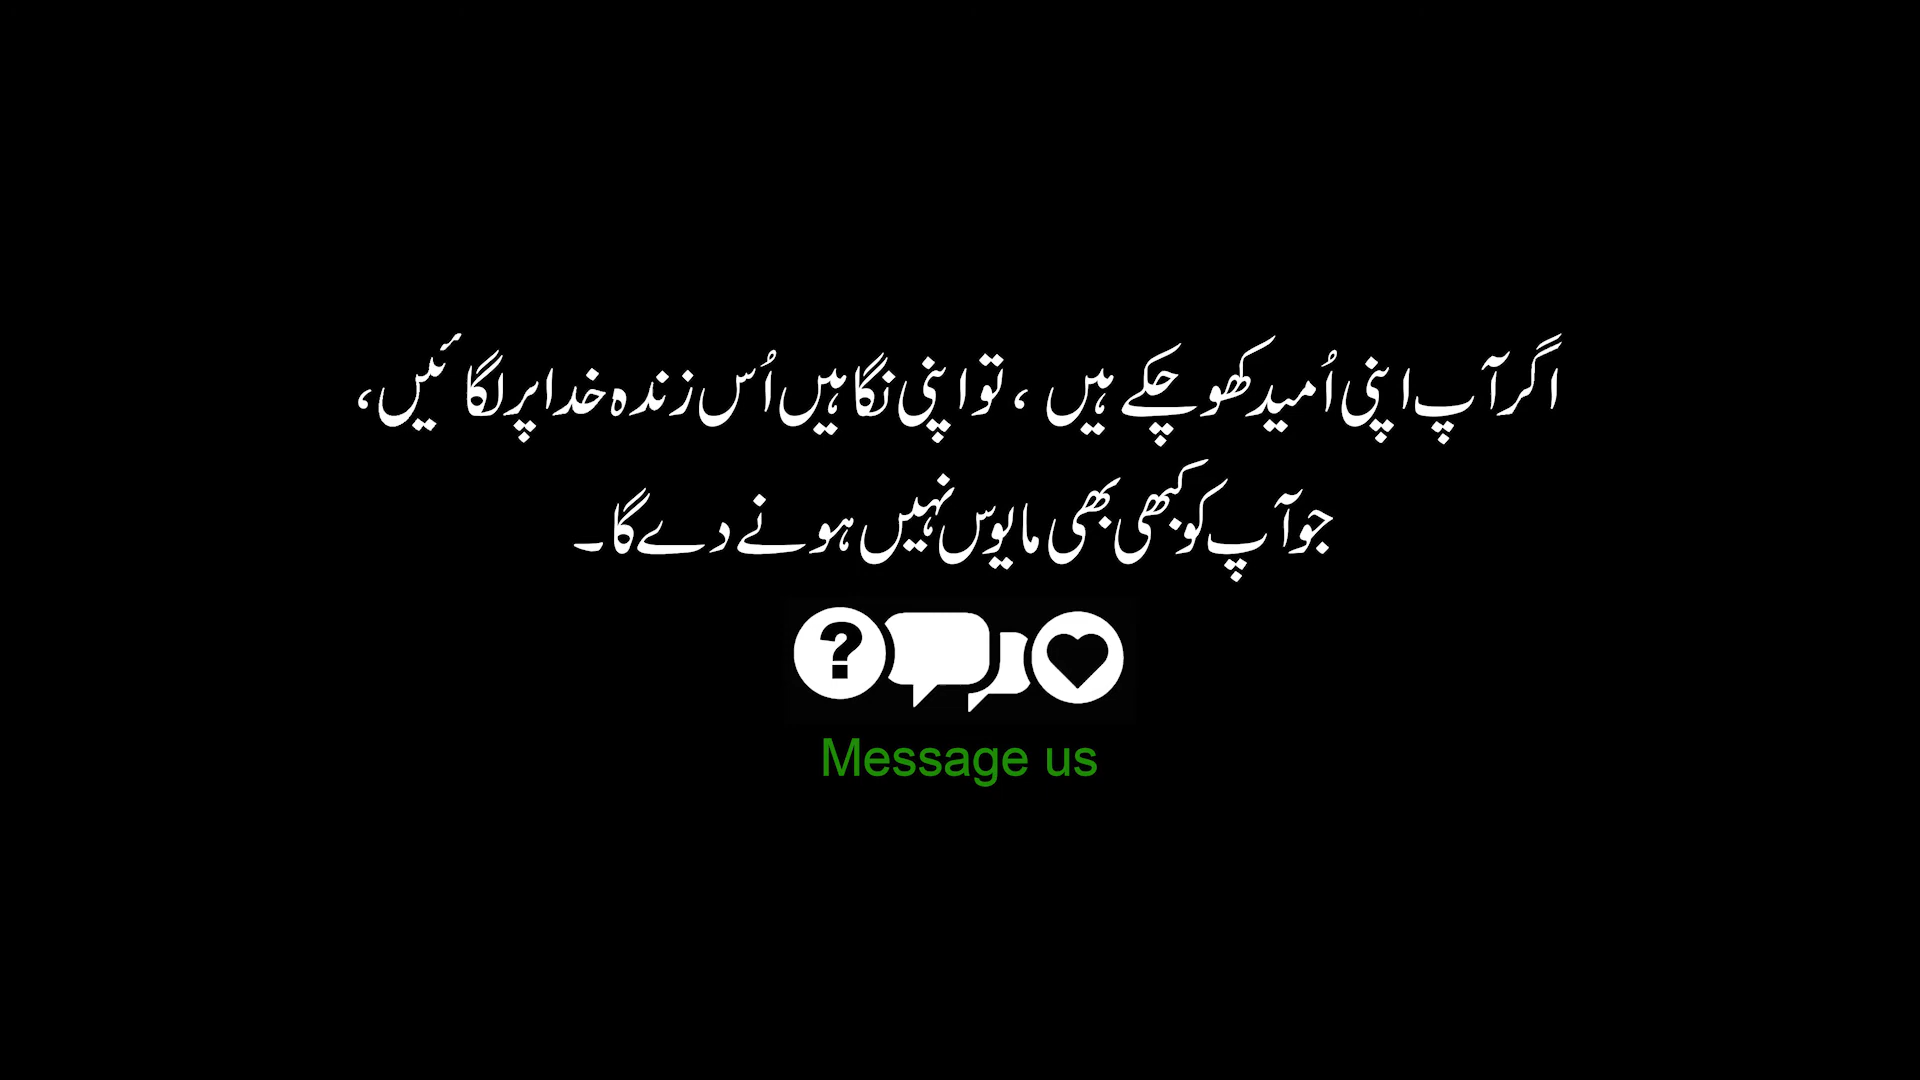 اگر آپ اپنی اُمید کھو چکے ہیں ، تو اپنی نگاہیں اُس زندہ خدا پر لگائیں،
جو آپ کو کبھی بھی مایوس نہیں ہونے دے گا۔
?
Message us